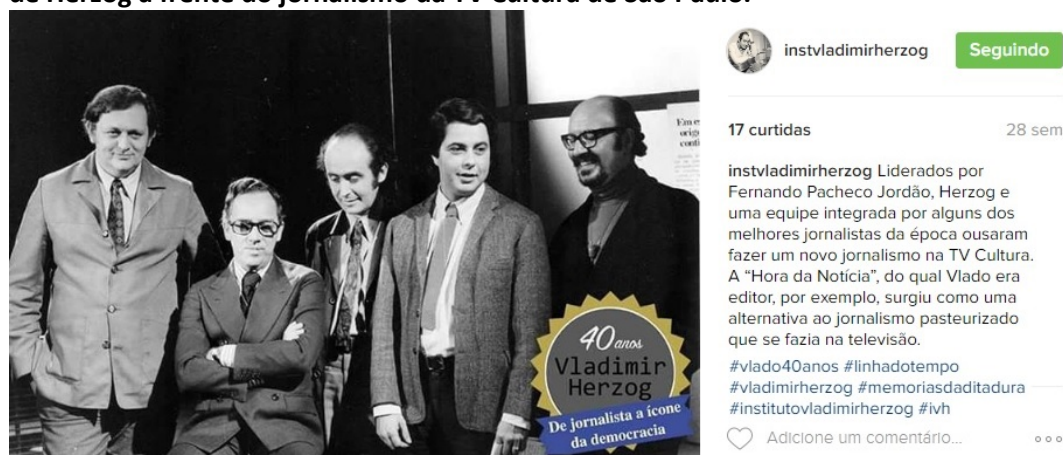 de Herzog à frente do jornalismo da TV Cultura de São Paulo.
instvladimirherzog
Seguindo
17 curtidas
28 sem
instvladimirherzog Liderados por
Fernando Pacheco Jordão, Herzog e
uma equipe integrada por alguns dos
melhores jornalistas da época ousaram
fazer um novo jornalismo na TV Cultura.
A “Hora da Notícia”, do qual Vlado era
editor, por exemplo, surgiu como uma
alternativa ao jornalismo pasteurizado
que se fazia na televisão.
#vlado40anos #linhadotempo
#vladimirherzog #memoriasdaditadura
#institutovladimirherzog #ivh
Adicione um comentário...
40 anos
Vladimir
Herzog
De jornalista a ícone
da democracia